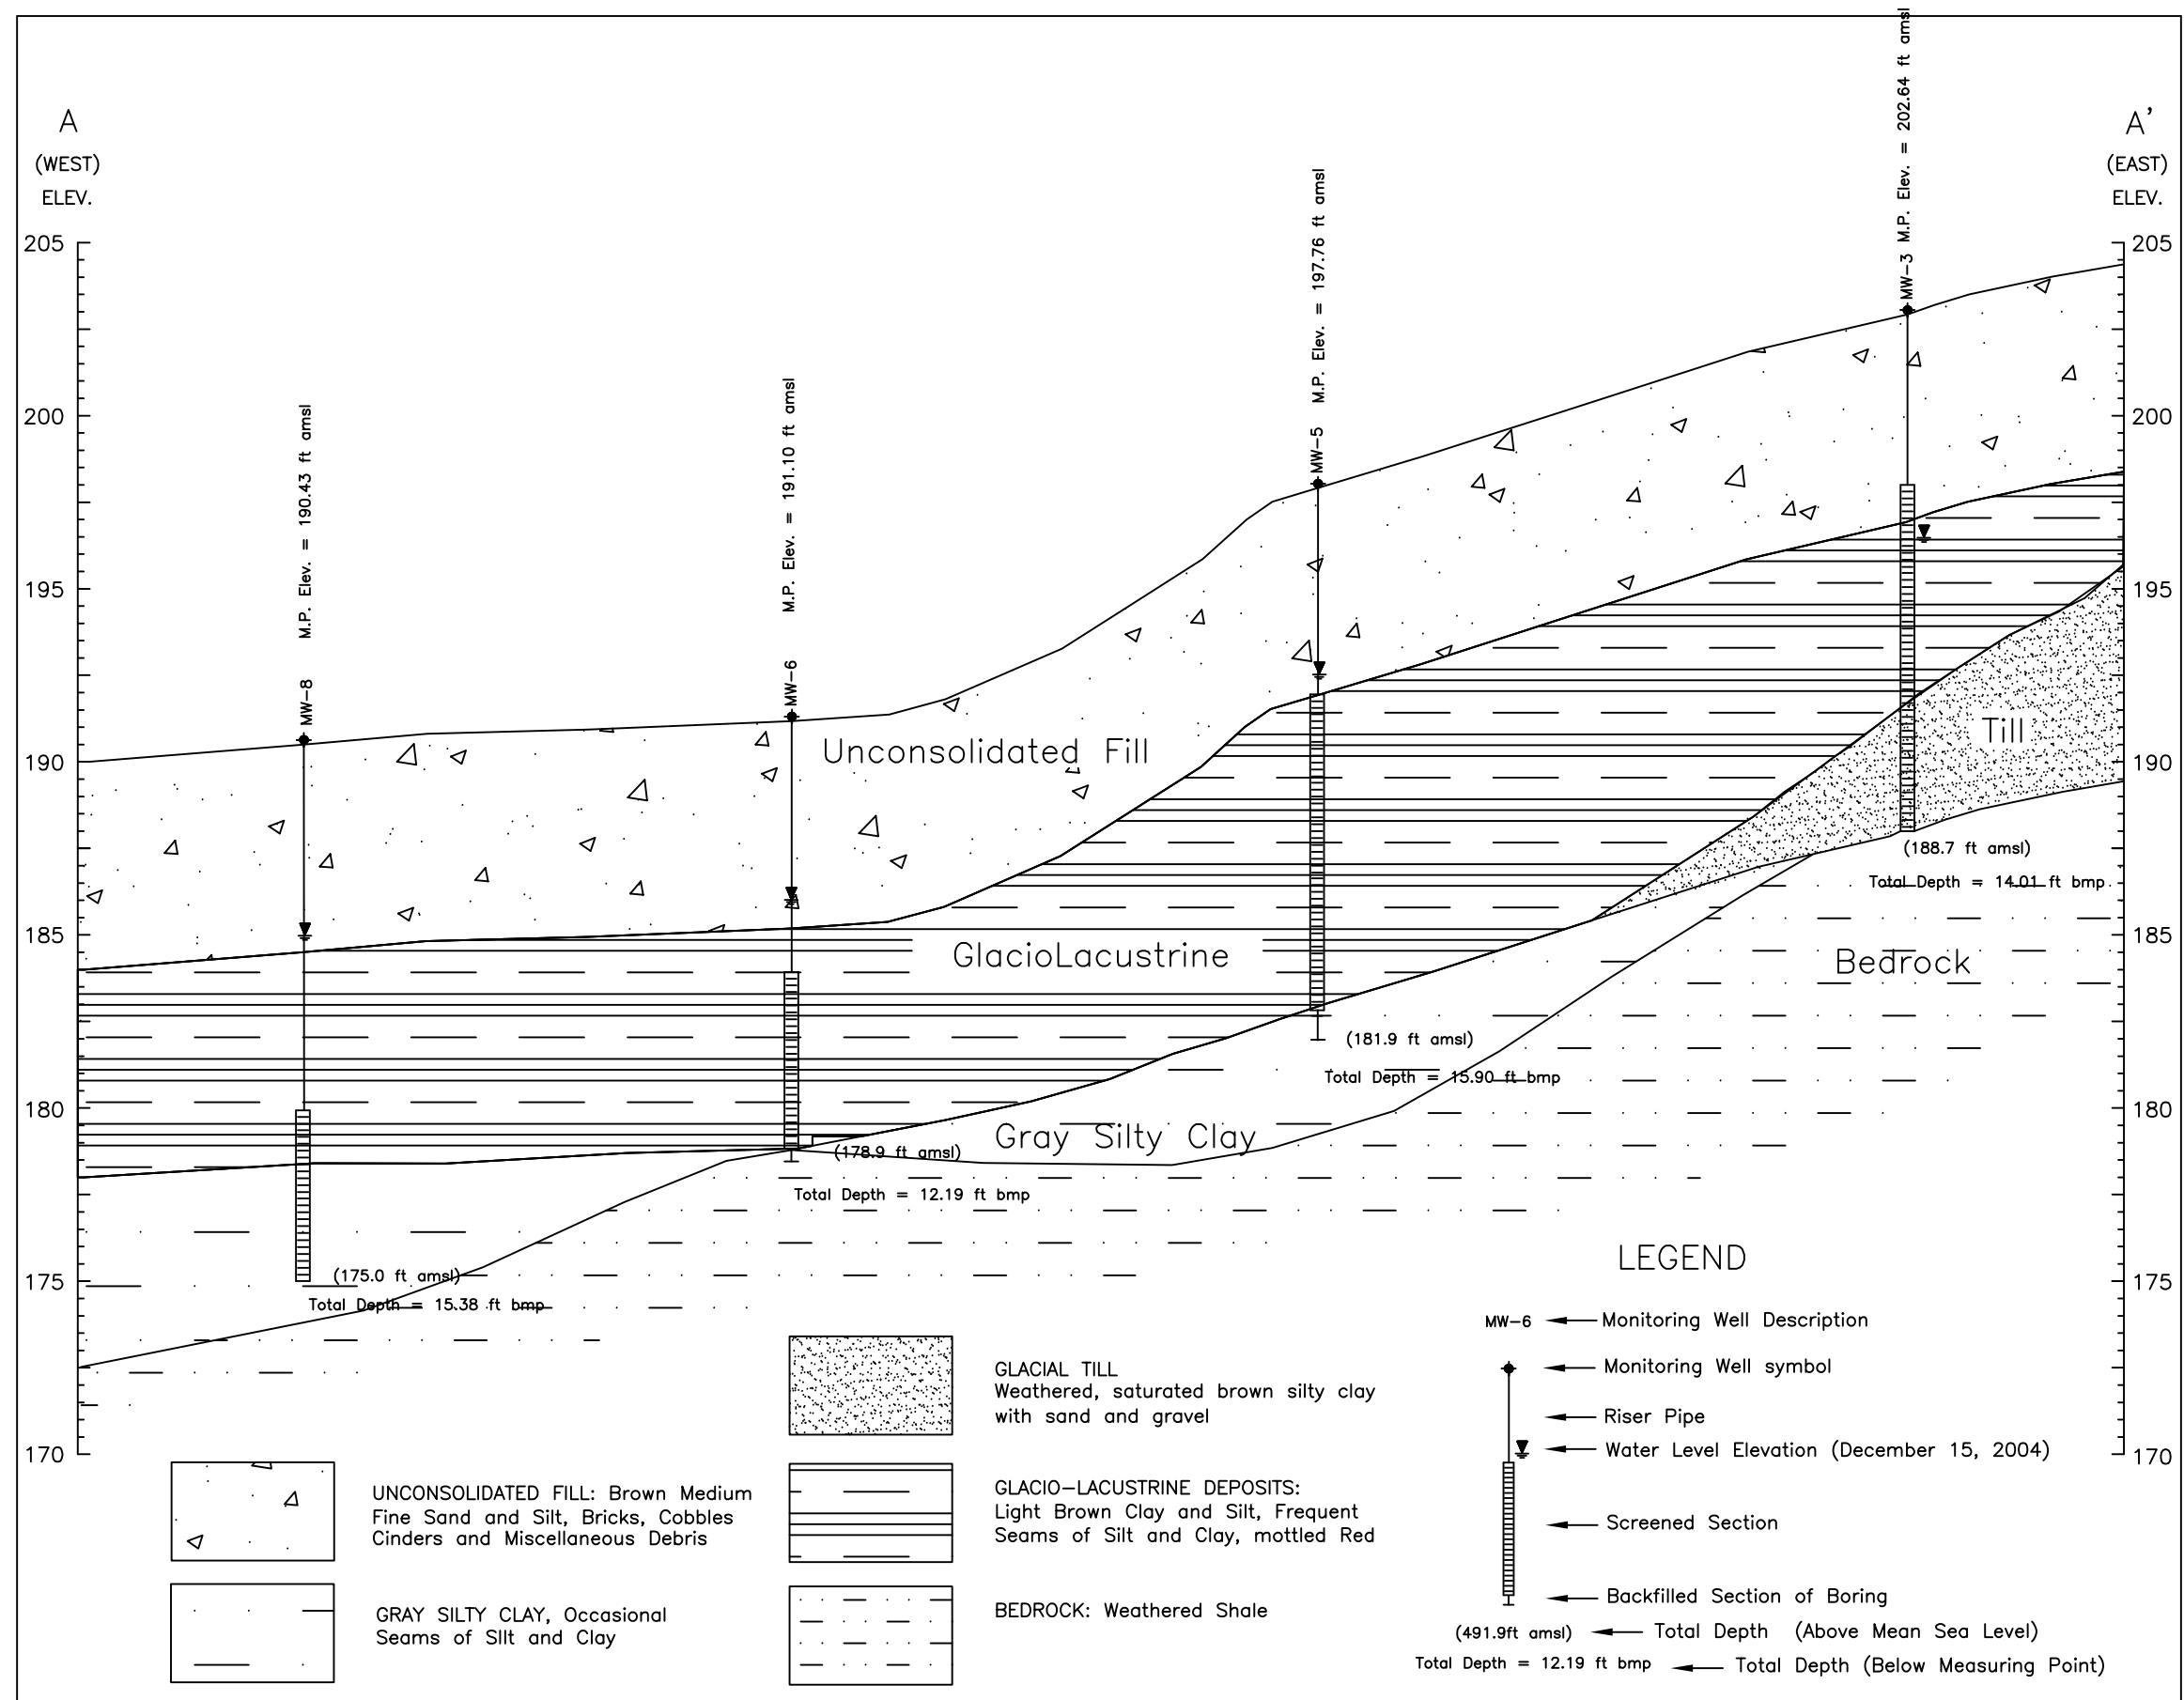 A
(WEST)
ELEV.
A'
(EAST)
ELEV.
205
200
195
190
185
180
175
170
205
200
195
190
185
180
175
170
MW-8 M.P. Elev. = 190.43 ft amsl
MW-6 M.P. Elev. = 191.10 ft amsl
MW-5 M.P. Elev. = 197.76 ft amsl
MW-3 M.P. Elev. = 202.64 ft amsl
Unconsolidated Fill
GlacioLacustrine
Gray Silty Clay
Till
Bedrock
(188.7 ft amsl)
Total Depth = 14.01 ft bmp
(181.9 ft amsl)
Total Depth = 15.90 ft bmp
(178.9 ft amsl)
Total Depth = 12.19 ft bmp
(175.0 ft amsl)
Total Depth = 15.38 ft bmp
UNCONSOLIDATED FILL: Brown Medium
Fine Sand and Silt, Bricks, Cobbles
Cinders and Miscellaneous Debris
GRAY SILTY CLAY, Occasional
Seams of SIlt and Clay
GLACIAL TILL
Weathered, saturated brown silty clay
with sand and gravel
GLACIO-LACUSTRINE DEPOSITS:
Light Brown Clay and Silt, Frequent
Seams of Silt and Clay, mottled Red
BEDROCK: Weathered Shale
LEGEND
MW-6 Monitoring Well Description
Monitoring Well symbol
Riser Pipe
Water Level Elevation (December 15, 2004)
Screened Section
Backfilled Section of Boring
(491.9ft amsl) Total Depth (Above Mean Sea Level)
Total Depth = 12.19 ft bmp Total Depth (Below Measuring Point)